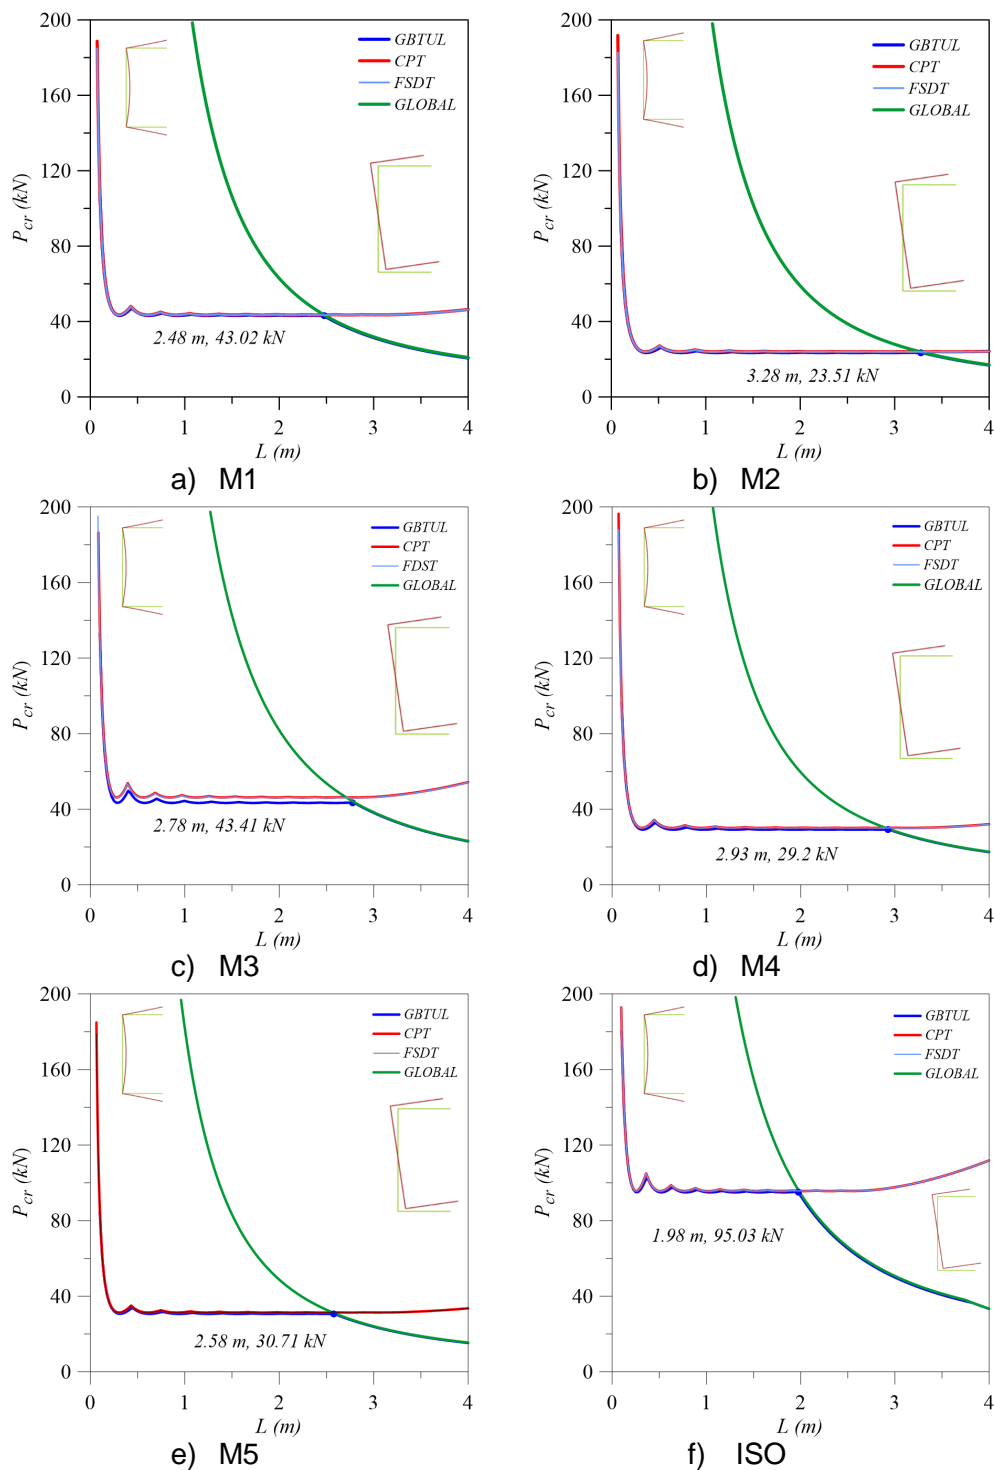 200
160
120
80
40
0
P_cr (kN)
GBTUL
CPT
FSDT
GLOBAL
2.48 m, 43.02 kN
0 1 2 3 4
L (m)
a) M1
200
160
120
80
40
0
P_cr (kN)
GBTUL
CPT
FSDT
GLOBAL
3.28 m, 23.51 kN
0 1 2 3 4
L (m)
b) M2
200
160
120
80
40
0
P_cr (kN)
GBTUL
CPT
FDST
GLOBAL
2.78 m, 43.41 kN
0 1 2 3 4
L (m)
c) M3
200
160
120
80
40
0
P_cr (kN)
GBTUL
CPT
FSDT
GLOBAL
2.93 m, 29.2 kN
0 1 2 3 4
L (m)
d) M4
200
160
120
80
40
0
P_cr (kN)
GBTUL
CPT
FSDT
GLOBAL
2.58 m, 30.71 kN
0 1 2 3 4
L (m)
e) M5
200
160
120
80
40
0
P_cr (kN)
GBTUL
CPT
FSDT
GLOBAL
1.98 m, 95.03 kN
0 1 2 3 4
L (m)
f) ISO